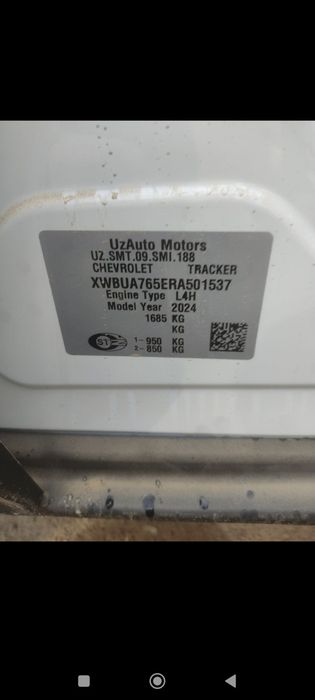 UzAuto Motors
UZ.SMT.09.SMI.188
CHEVROLET TRACKER
XWBUA765ERA501537
Engine Type L4H
Model Year 2024
1685 KG
KG
ST 1-950 KG
2-850 KG